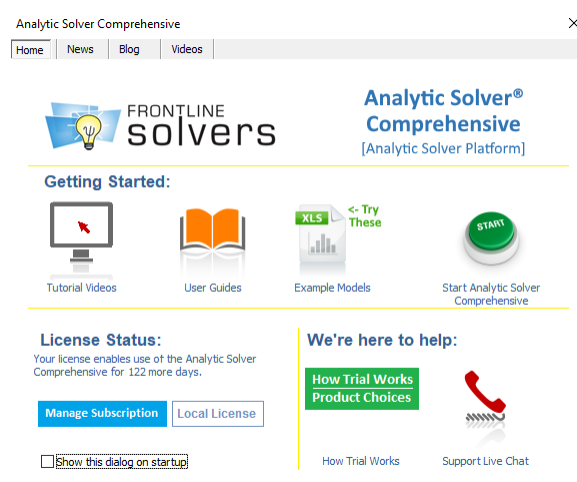 Analytic Solver Comprehensive
Home
News
Blog
Videos
FRONTLINE
solvers
Analytic Solver®
Comprehensive
[Analytic Solver Platform]
Getting Started:
XLS
<- Try
These
START
Tutorial Videos
User Guides
Example Models
Start Analytic Solver
Comprehensive
License Status:
Your license enables use of the Analytic Solver
Comprehensive for 122 more days.
Manage Subscription
Local License
Show this dialog on startup
We're here to help:
How Trial Works
Product Choices
How Trial Works
Support Live Chat